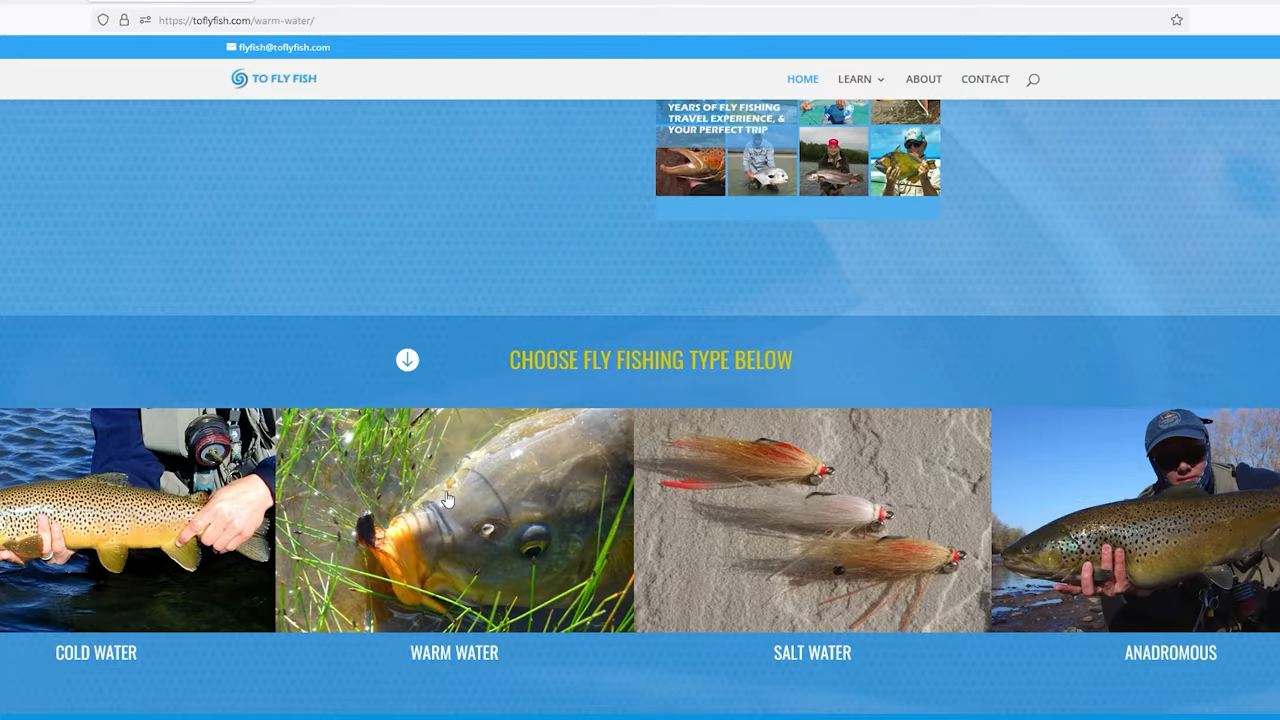 https://toflyfish.com/warm-water/
flyfish@toflyfish.com
TO FLY FISH
HOME
LEARN
ABOUT
CONTACT
YEARS OF FLY FISHING
TRAVEL EXPERIENCE, &
YOUR PERFECT TRIP
CHOOSE FLY FISHING TYPE BELOW
COLD WATER
WARM WATER
SALT WATER
ANADROMOUS